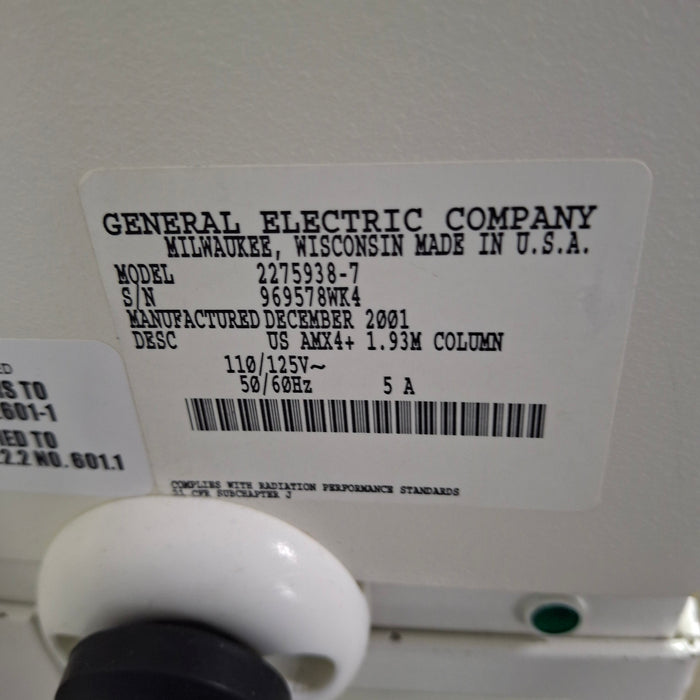 GENERAL ELECTRIC COMPANY
MILWAUKEE, WISCONSIN MADE IN U.S.A.
MODEL 2275938-7
S/N 969578WK4
MANUFACTURED DECEMBER 2001
DESC US AMX4+ 1.93M COLUMN
110/125V~
50/60Hz 5 A
COMPLIES WITH RADIATION PERFORMANCE STANDARDS
21 CFR SUBCHAPTER J
ED
S TO
601-1
IED TO
2.2 NO. 601.1